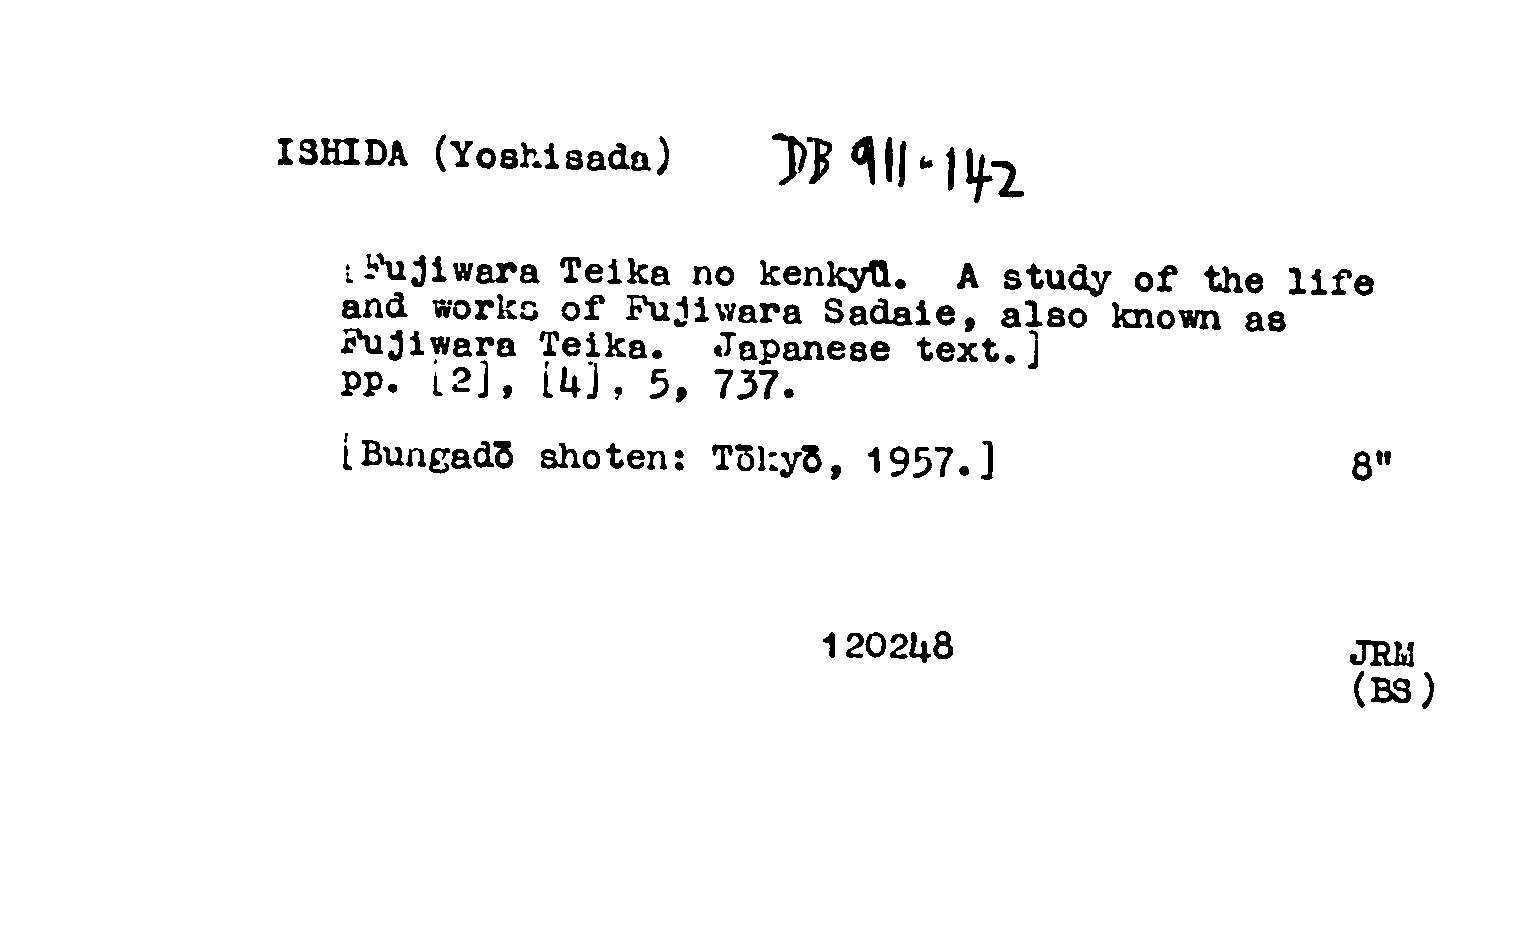 ISHIDA (Yoshisada) DB 911.142
[Fujiwara Teika no kenkyū. A study of the life
and works of Fujiwara Sadaie, also known as
Fujiwara Teika. Japanese text.]
pp. [2], [4], 5, 737.
[Bungadō shoten: Tōkyō, 1957.] 8"
120248 JRM
(BS)